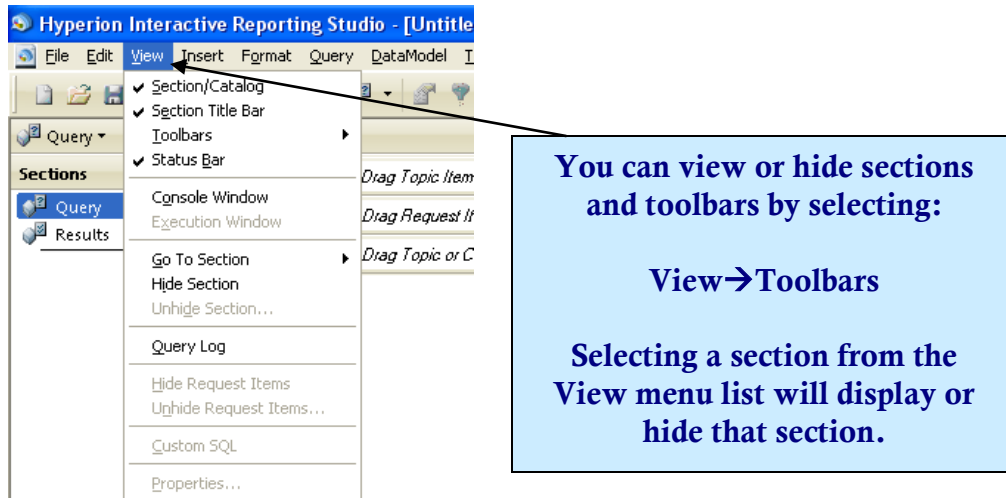 Hyperion Interactive Reporting Studio - [Untitle
File Edit View Insert Format Query DataModel T
Section/Catalog
Section Title Bar
Toolbars
Status Bar
Console Window
Execution Window
Go To Section
Hide Section
Unhide Section...
Query Log
Hide Request Items
Unhide Request Items...
Custom SQL
Properties...
Query
Sections
Query
Results
Drag Topic Item
Drag Request It
Drag Topic or C
You can view or hide sections
and toolbars by selecting:
View→Toolbars
Selecting a section from the
View menu list will display or
hide that section.